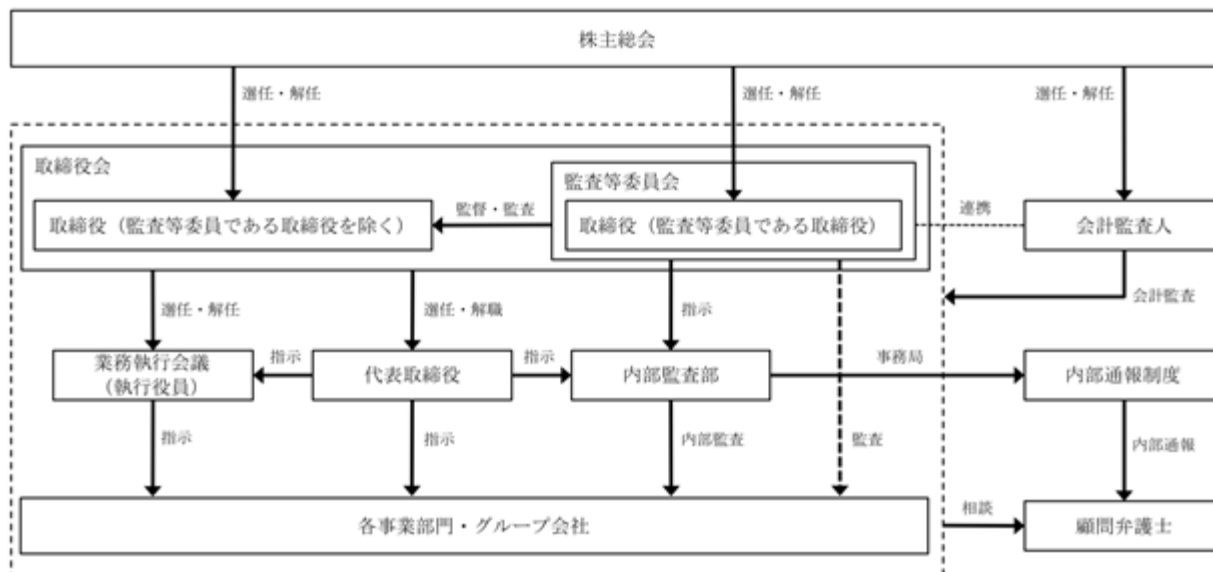 株主総会
選任・解任
選任・解任
選任・解任
取締役会
監査等委員会
取締役（監査等委員である取締役を除く）
監督・監査
取締役（監査等委員である取締役）
連携
会計監査人
会計監査
選任・解任
選任・解職
指示
業務執行会議
（執行役員）
指示
代表取締役
指示
内部監査部
事務局
内部通報制度
指示
指示
内部監査
監査
内部通報
各事業部門・グループ会社
相談
顧問弁護士